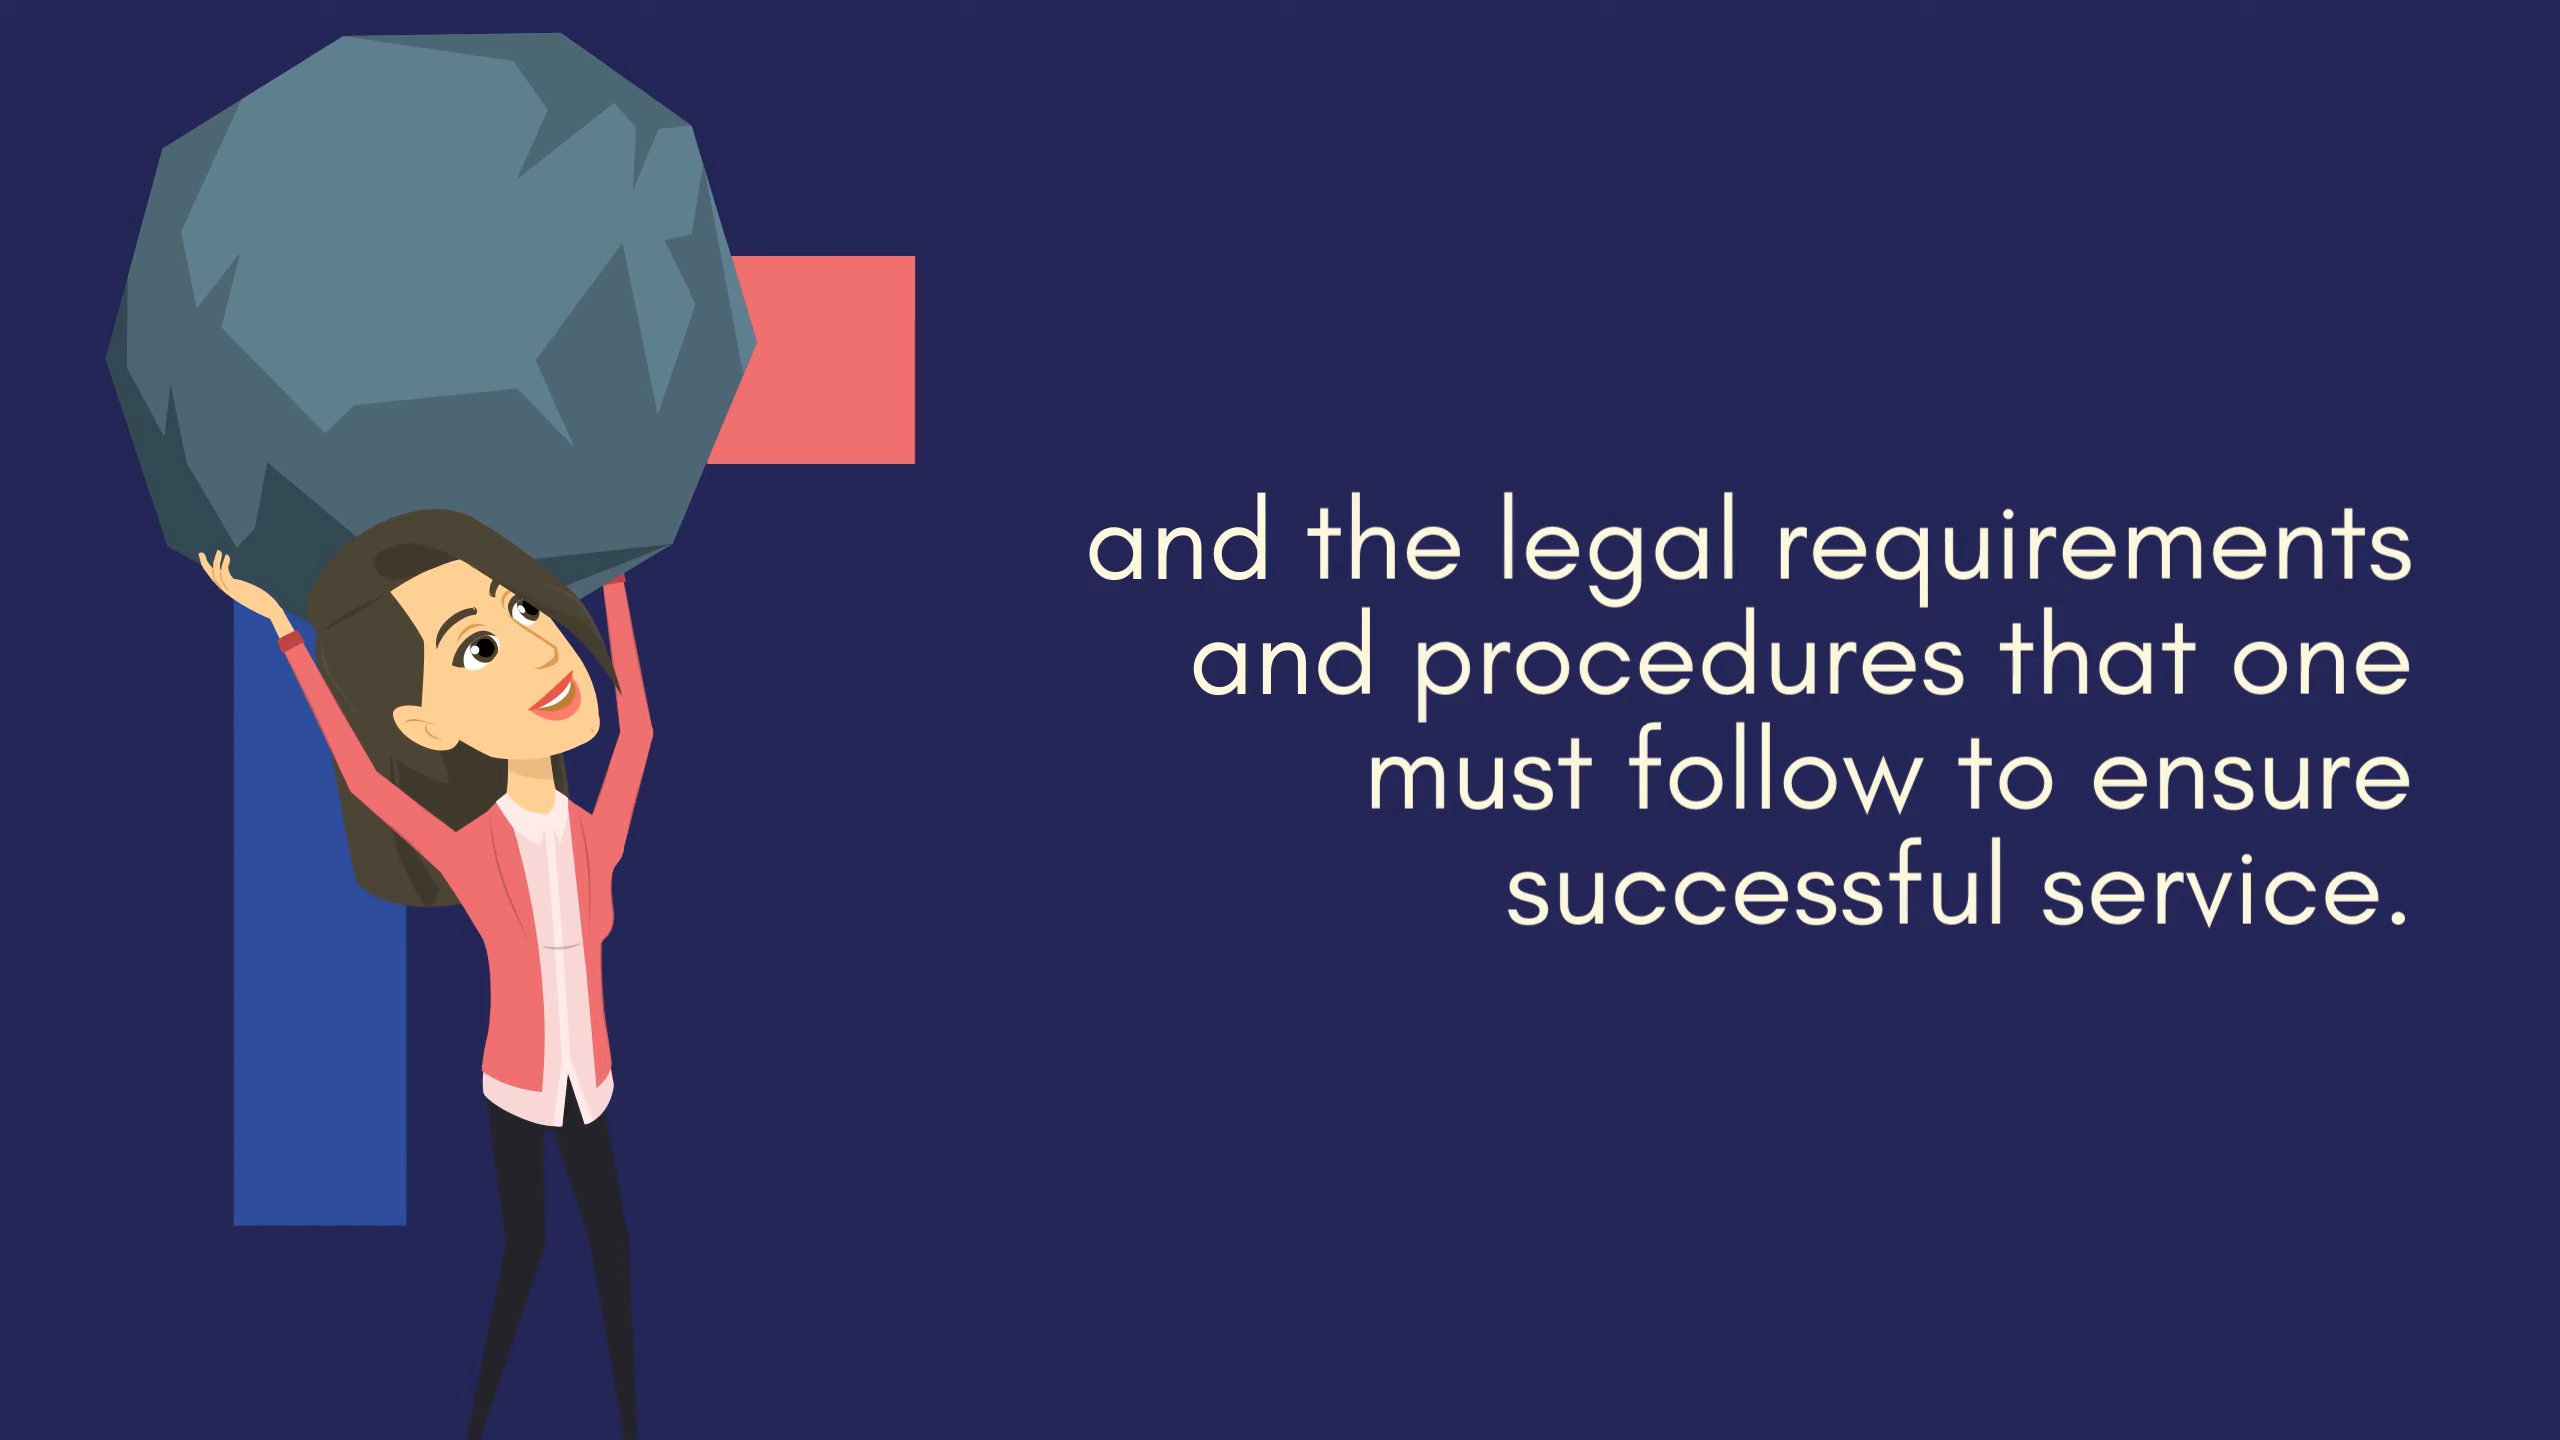 and the legal requirements
and procedures that one
must follow to ensure
successful service.